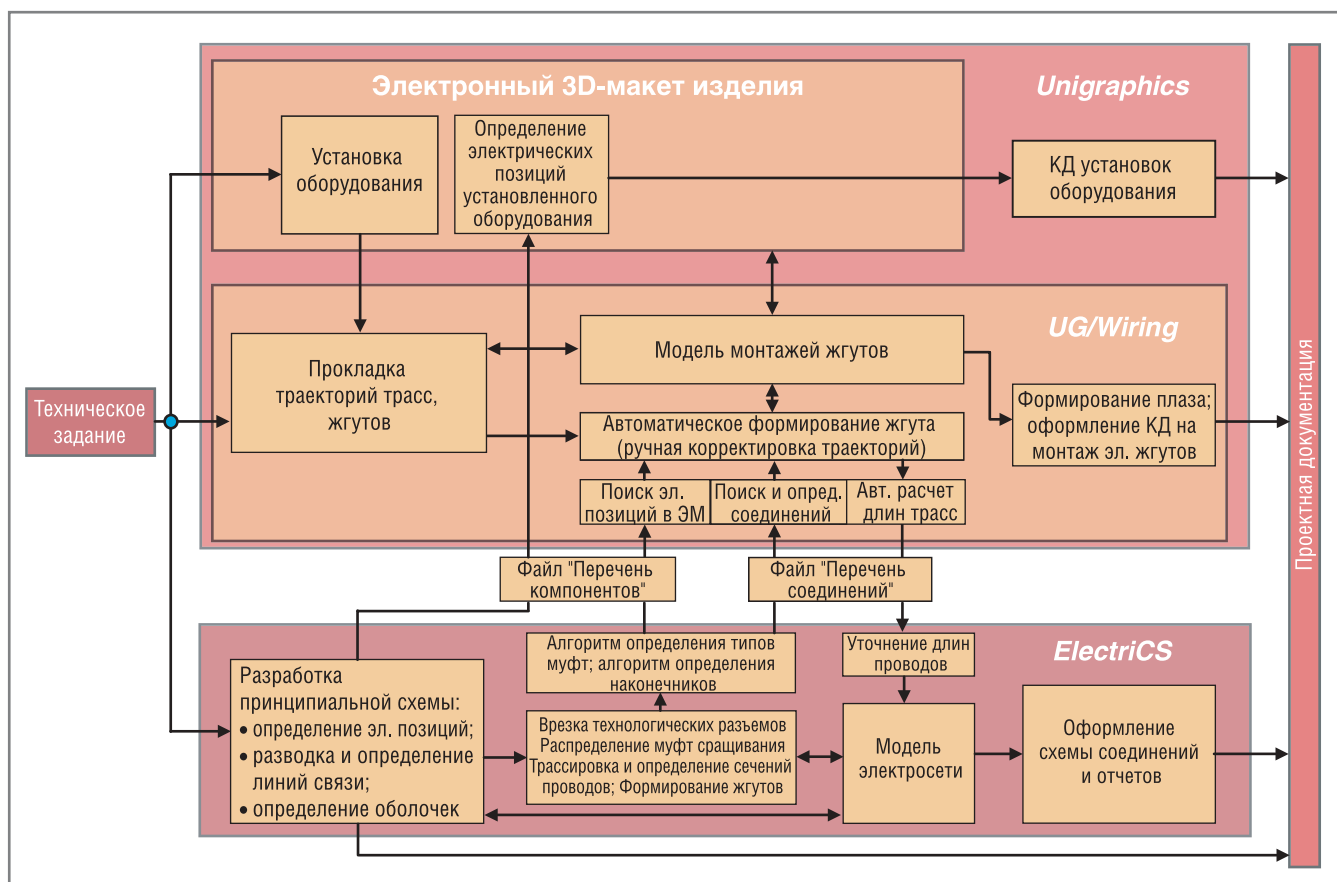 Электронный 3D-макет изделия
Unigraphics
Установка
оборудования
Определение
электрических
позиций
установленного
оборудования
КД установок
оборудования
UG/Wiring
Прокладка
траекторий трасс,
жгутов
Модель монтажей жгутов
Техническое
задание
Автоматическое формирование жгута
(ручная корректировка траекторий)
Формирование плаза;
оформление КД на
монтаж эл. жгутов
Поиск эл.
позиций в ЭМ
Поиск и опред.
соединений
Авт. расчет
длин трасс
Проектная документация
Файл "Перечень
компонентов"
Файл "Перечень
соединений"
ElectriCS
Разработка
принципиальной схемы:
• определение эл. позиций;
• разводка и определение
линий связи;
• определение оболочек
Алгоритм определения типов
муфт; алгоритм определения
наконечников
Уточнение длин
проводов
Врезка технологических разъемов
Распределение муфт сращивания
Трассировка и определение сечений
проводов; Формирование жгутов
Модель
электросети
Оформление
схемы соединений
и отчетов